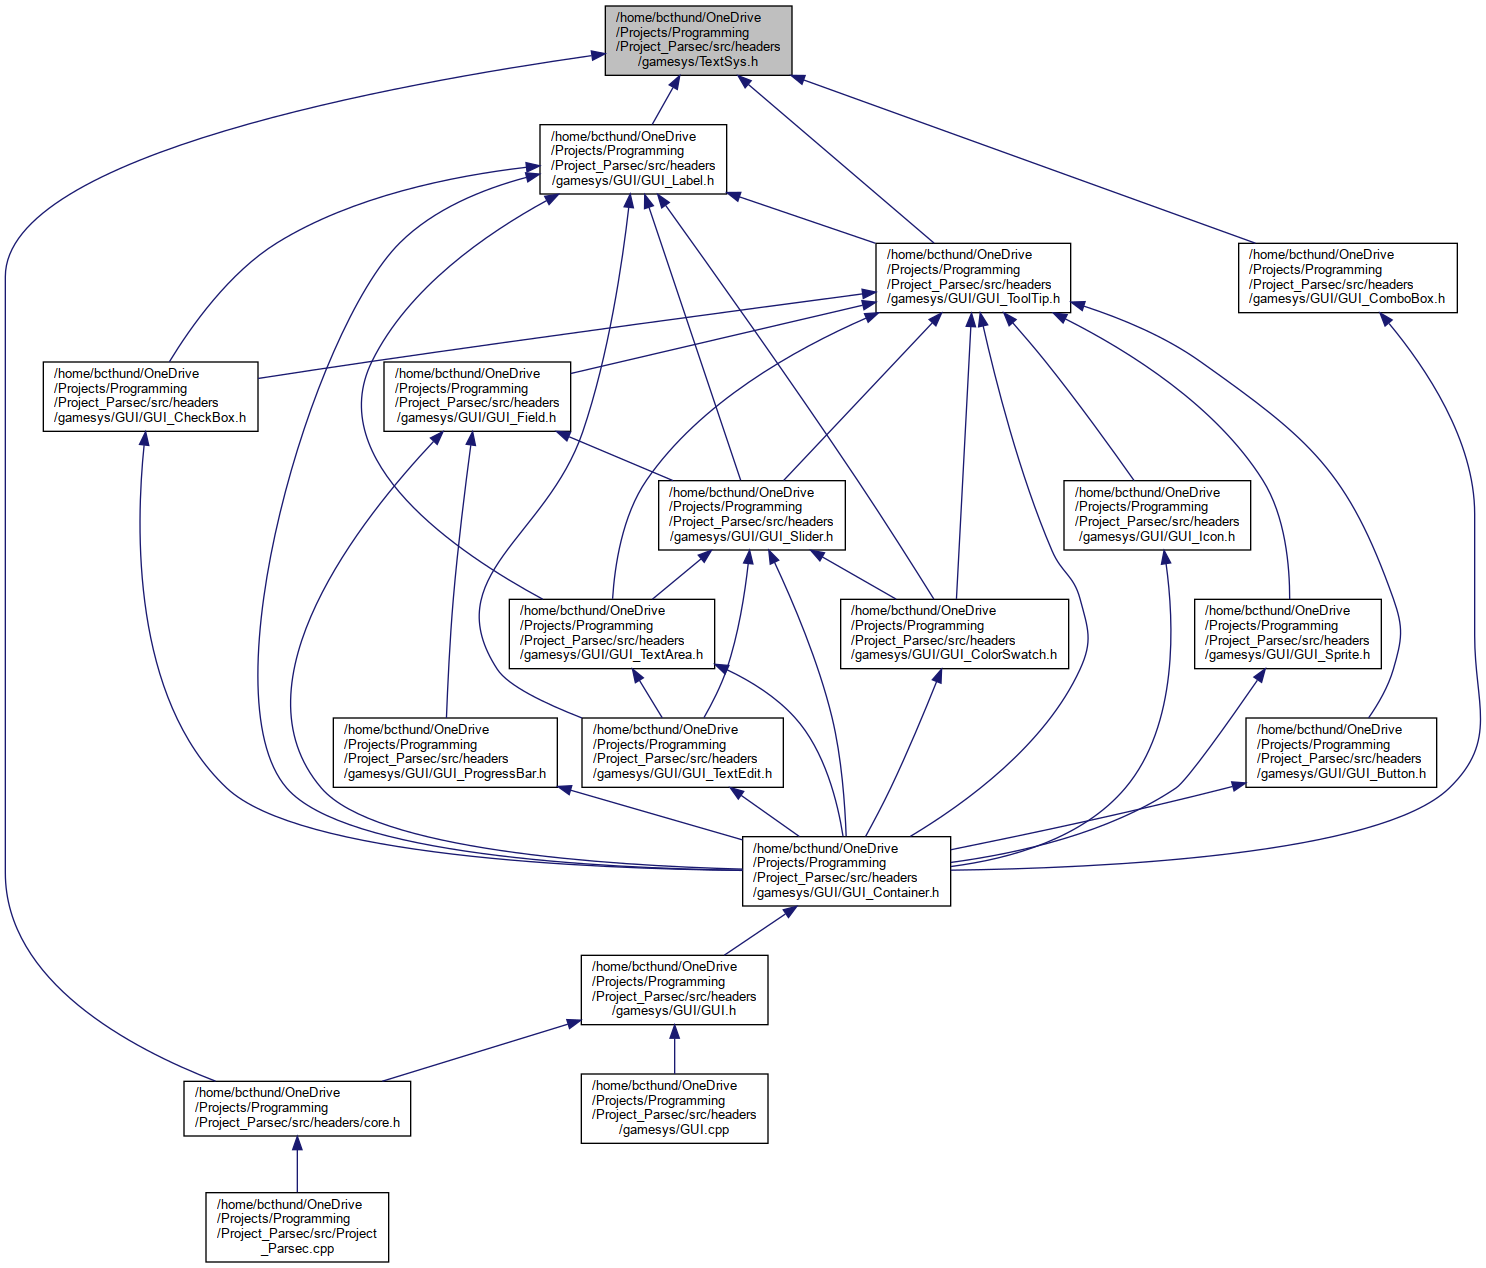 /home/bcthund/OneDrive
/Projects/Programming
/Project_Parsec/src/headers
/gamesys/TextSys.h
/home/bcthund/OneDrive
/Projects/Programming
/Project_Parsec/src/headers
/gamesys/GUI/GUI_Label.h
/home/bcthund/OneDrive
/Projects/Programming
/Project_Parsec/src/headers
/gamesys/GUI/GUI_ToolTip.h
/home/bcthund/OneDrive
/Projects/Programming
/Project_Parsec/src/headers
/gamesys/GUI/GUI_ComboBox.h
/home/bcthund/OneDrive
/Projects/Programming
/Project_Parsec/src/headers
/gamesys/GUI/GUI_CheckBox.h
/home/bcthund/OneDrive
/Projects/Programming
/Project_Parsec/src/headers
/gamesys/GUI/GUI_Field.h
/home/bcthund/OneDrive
/Projects/Programming
/Project_Parsec/src/headers
/gamesys/GUI/GUI_Slider.h
/home/bcthund/OneDrive
/Projects/Programming
/Project_Parsec/src/headers
/gamesys/GUI/GUI_Icon.h
/home/bcthund/OneDrive
/Projects/Programming
/Project_Parsec/src/headers
/gamesys/GUI/GUI_TextArea.h
/home/bcthund/OneDrive
/Projects/Programming
/Project_Parsec/src/headers
/gamesys/GUI/GUI_ColorSwatch.h
/home/bcthund/OneDrive
/Projects/Programming
/Project_Parsec/src/headers
/gamesys/GUI/GUI_Sprite.h
/home/bcthund/OneDrive
/Projects/Programming
/Project_Parsec/src/headers
/gamesys/GUI/GUI_ProgressBar.h
/home/bcthund/OneDrive
/Projects/Programming
/Project_Parsec/src/headers
/gamesys/GUI/GUI_TextEdit.h
/home/bcthund/OneDrive
/Projects/Programming
/Project_Parsec/src/headers
/gamesys/GUI/GUI_Button.h
/home/bcthund/OneDrive
/Projects/Programming
/Project_Parsec/src/headers
/gamesys/GUI/GUI_Container.h
/home/bcthund/OneDrive
/Projects/Programming
/Project_Parsec/src/headers
/gamesys/GUI/GUI.h
/home/bcthund/OneDrive
/Projects/Programming
/Project_Parsec/src/headers/core.h
/home/bcthund/OneDrive
/Projects/Programming
/Project_Parsec/src/headers
/gamesys/GUI.cpp
/home/bcthund/OneDrive
/Projects/Programming
/Project_Parsec/src/Project
_Parsec.cpp